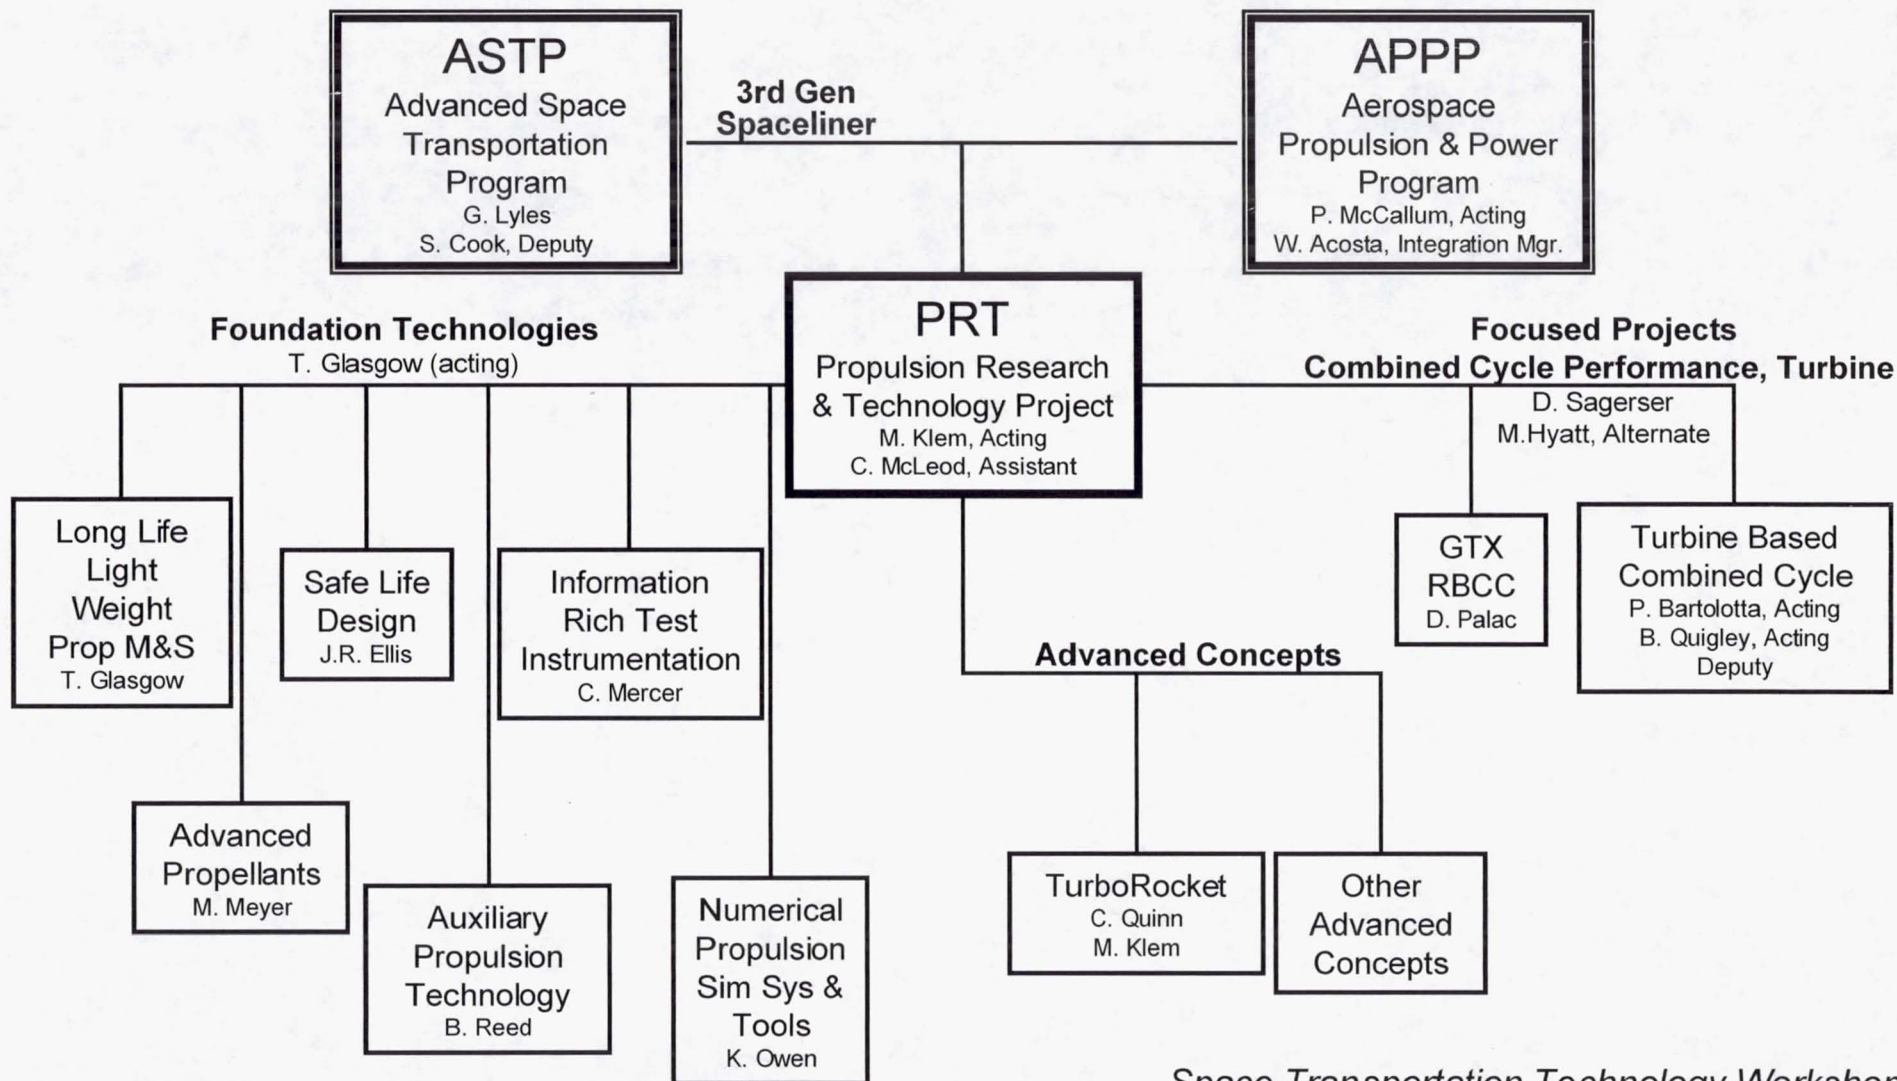 ASTP
Advanced Space
Transportation
Program
G. Lyles
S. Cook, Deputy
3rd Gen
Spaceliner
APPP
Aerospace
Propulsion & Power
Program
P. McCallum, Acting
W. Acosta, Integration Mgr.
PRT
Propulsion Research
& Technology Project
M. Klem, Acting
C. McLeod, Assistant
Foundation Technologies
T. Glasgow (acting)
Focused Projects
Combined Cycle Performance, Turbine
D. Sagerser
M.Hyatt, Alternate
Long Life
Light
Weight
Prop M&S
T. Glasgow
Safe Life
Design
J.R. Ellis
Information
Rich Test
Instrumentation
C. Mercer
GTX
RBCC
D. Palac
Turbine Based
Combined Cycle
P. Bartolotta, Acting
B. Quigley, Acting
Deputy
Advanced Concepts
Advanced
Propellants
M. Meyer
Auxiliary
Propulsion
Technology
B. Reed
Numerical
Propulsion
Sim Sys &
Tools
K. Owen
TurboRocket
C. Quinn
M. Klem
Other
Advanced
Concepts
Space Transportation Technology Workshop